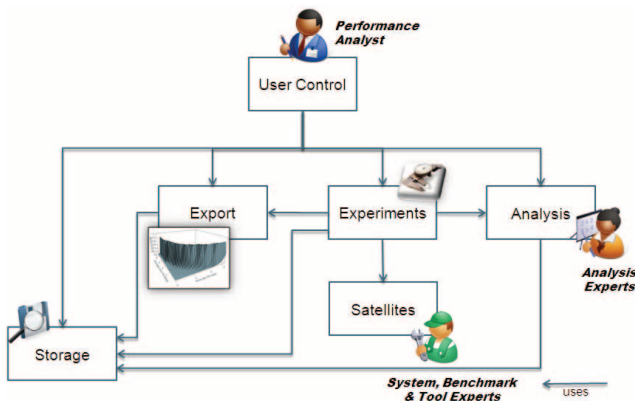 Performance
Analyst
User Control
Export
Experiments
Analysis
Analysis
Experts
Satellites
Storage
System, Benchmark
& Tool Experts
uses